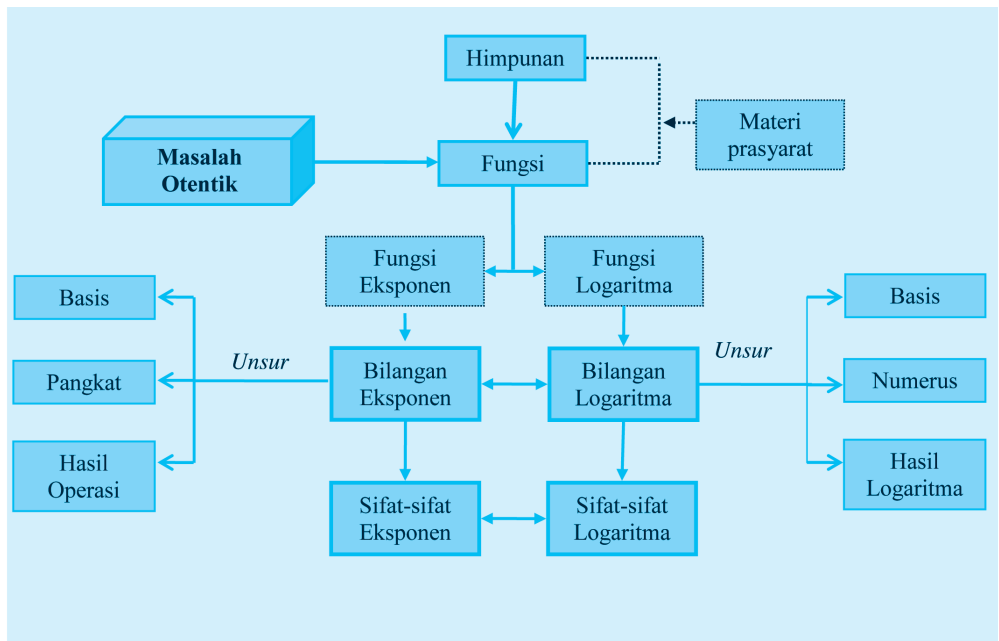 Himpunan
Materi
prasyarat
Masalah
Otentik
Fungsi
Fungsi
Eksponen
Fungsi
Logaritma
Basis
Basis
Unsur
Unsur
Pangkat
Bilangan
Eksponen
Bilangan
Logaritma
Numerus
Hasil
Operasi
Hasil
Logaritma
Sifat-sifat
Eksponen
Sifat-sifat
Logaritma